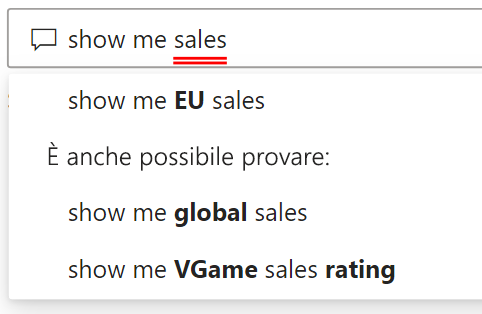 show me sales
show me EU sales
È anche possibile provare:
show me global sales
show me VGame sales rating